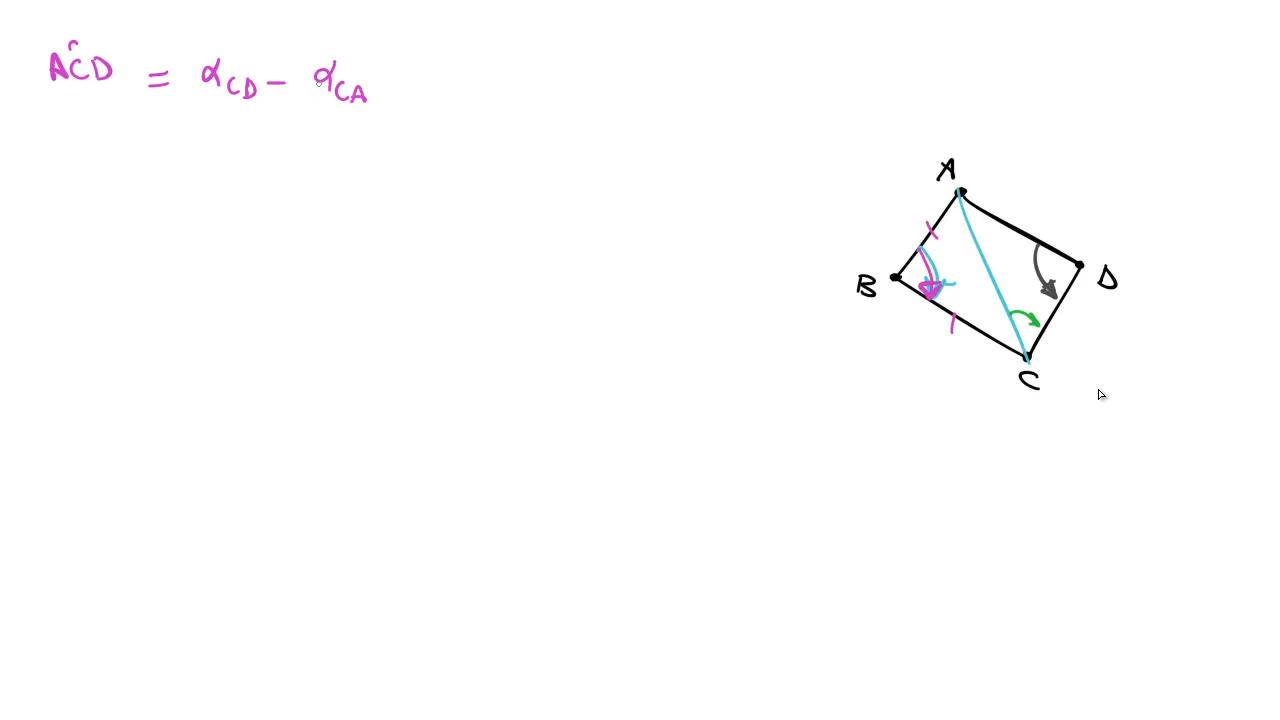 AĈD = α_CD - α_CA
A
B
D
C